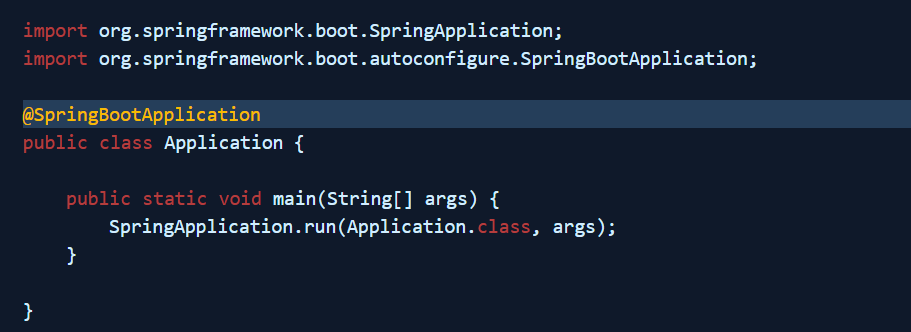 import org.springframework.boot.SpringApplication;
import org.springframework.boot.autoconfigure.SpringBootApplication;

@SpringBootApplication
public class Application {

    public static void main(String[] args) {
        SpringApplication.run(Application.class, args);
    }

}